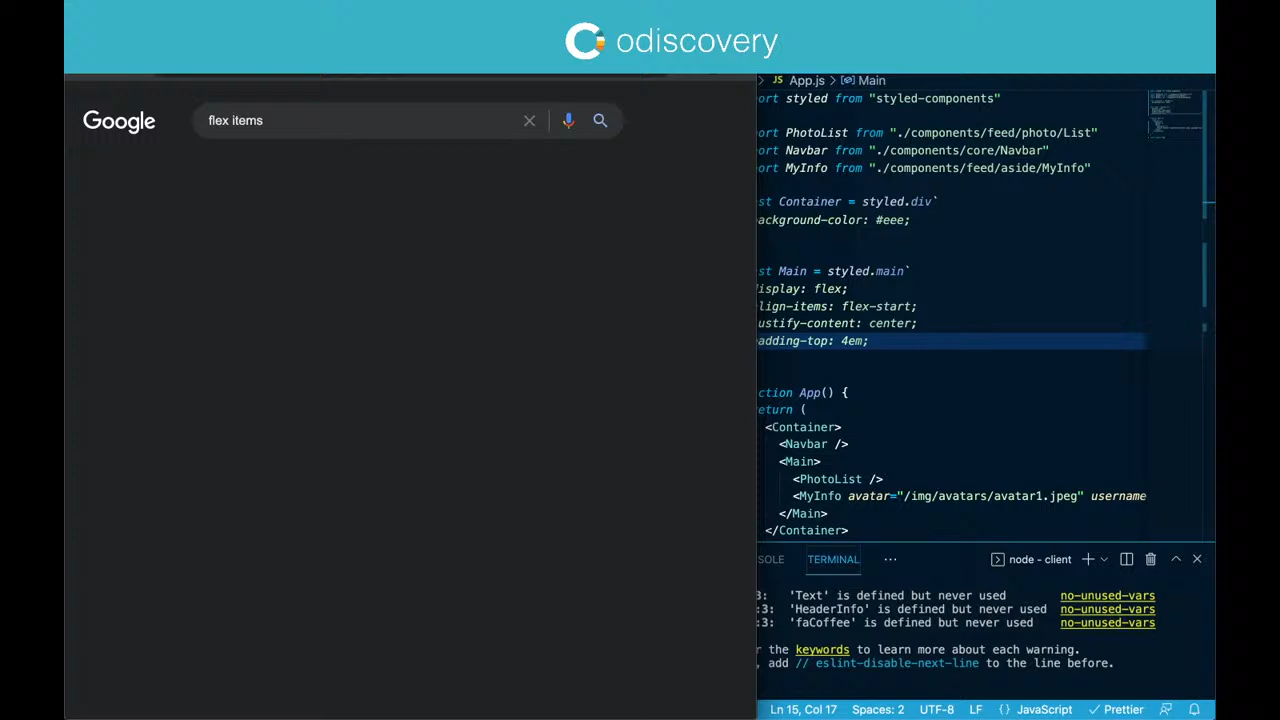 odiscovery
Google
flex items
JS App.js > Main
ort styled from "styled-components"
ort PhotoList from "./components/feed/photo/List"
ort Navbar from "./components/core/Navbar"
ort MyInfo from "./components/feed/aside/MyInfo"
st Container = styled.div`
ackground-color: #eee;
st Main = styled.main`
display: flex;
lign-items: flex-start;
ustify-content: center;
adding-top: 4em;
ction App() {
return (
<Container>
<Navbar />
<Main>
<PhotoList />
<MyInfo avatar="/img/avatars/avatar1.jpeg" username
</Main>
</Container>
SOLE TERMINAL ··· node - client
3: 'Text' is defined but never used no-unused-vars
:3: 'HeaderInfo' is defined but never used no-unused-vars
:3: 'faCoffee' is defined but never used no-unused-vars
r the keywords to learn more about each warning.
, add // eslint-disable-next-line to the line before.
Ln 15, Col 17 Spaces: 2 UTF-8 LF {} JavaScript Prettier